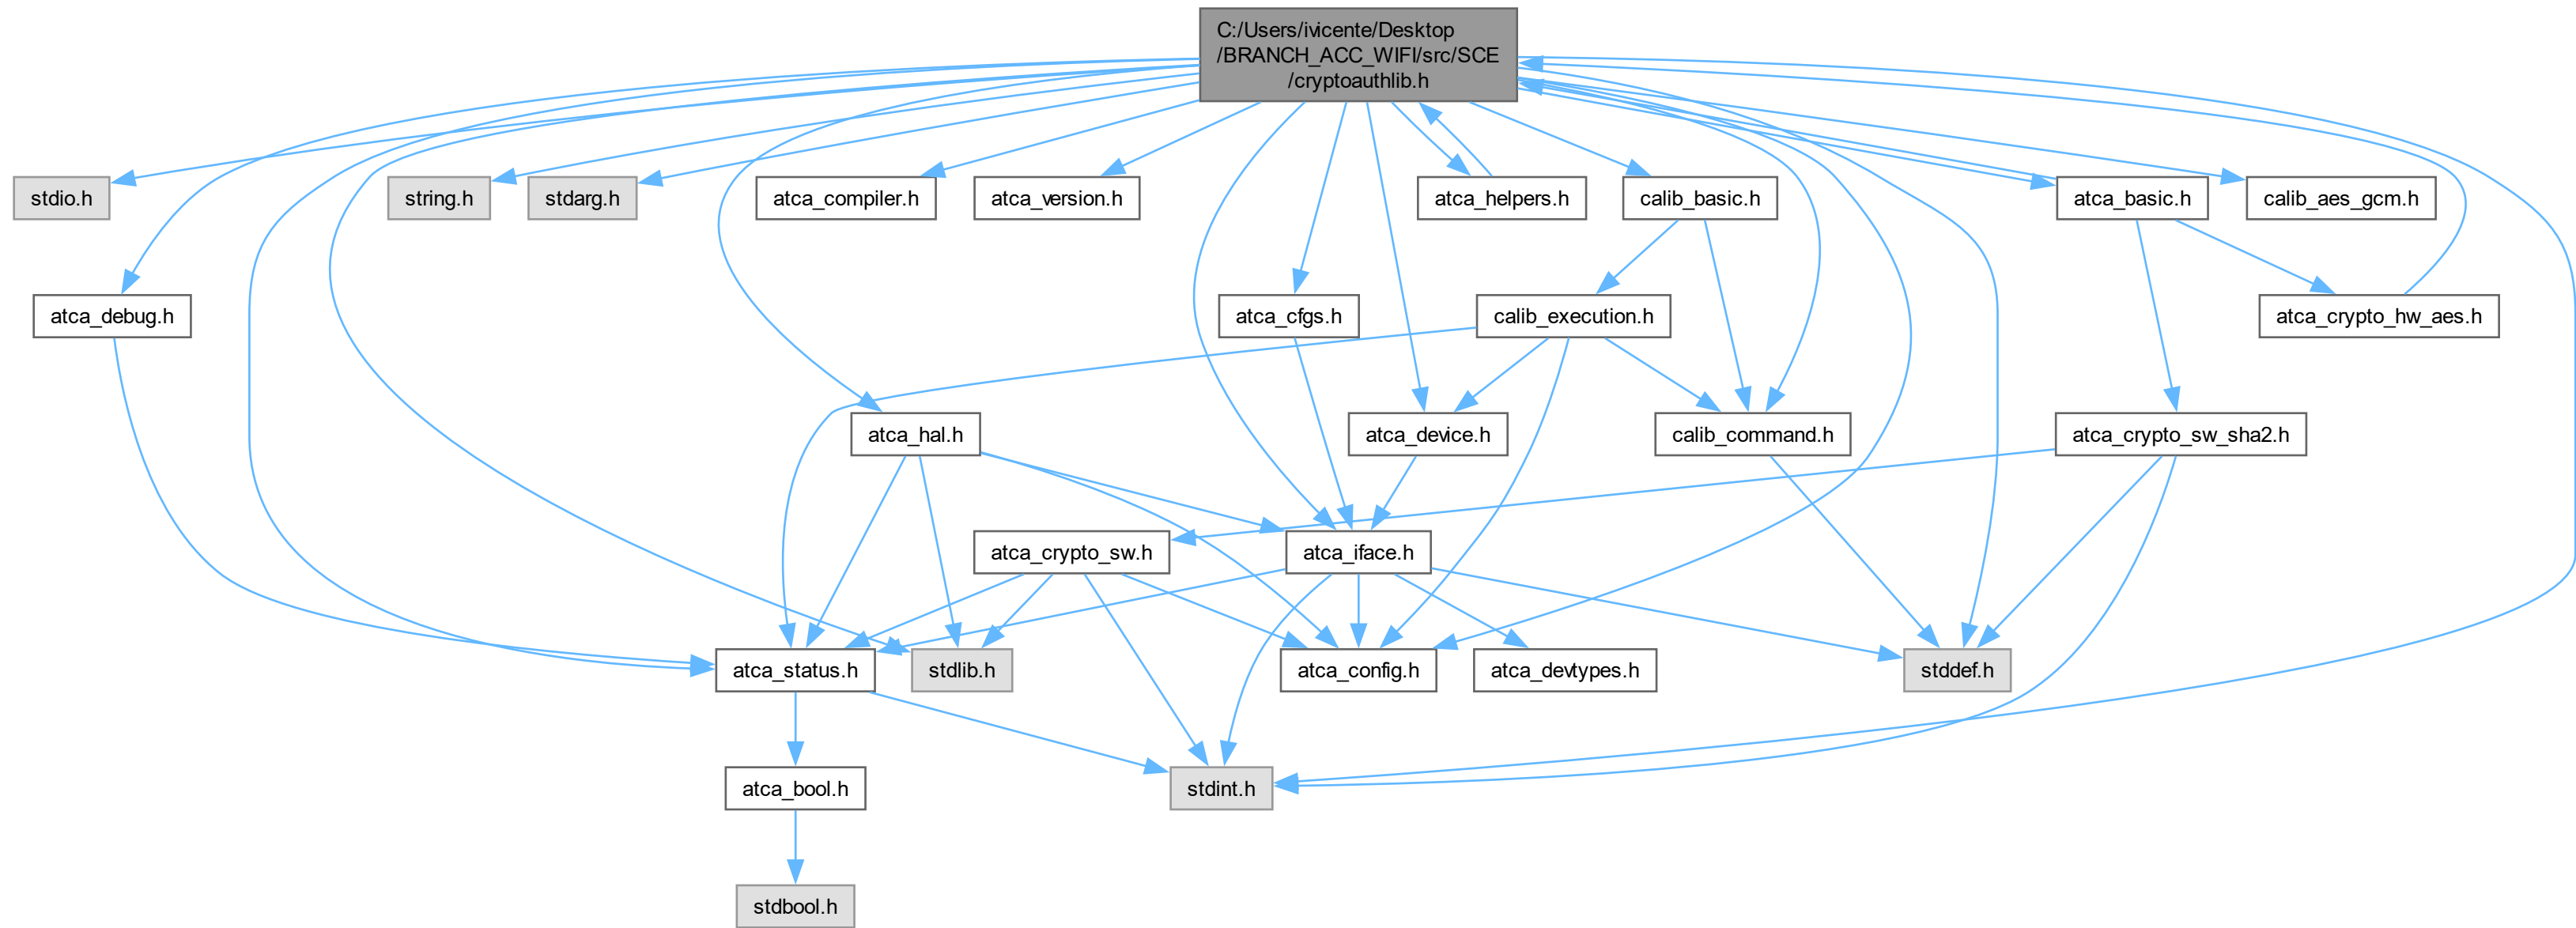 C:/Users/ivicente/Desktop
/BRANCH_ACC_WIFI/src/SCE
/cryptoauthlib.h
stdio.h
string.h
stdarg.h
atca_compiler.h
atca_version.h
atca_helpers.h
calib_basic.h
atca_basic.h
calib_aes_gcm.h
atca_debug.h
atca_cfgs.h
calib_execution.h
atca_crypto_hw_aes.h
atca_hal.h
atca_device.h
calib_command.h
atca_crypto_sw_sha2.h
atca_crypto_sw.h
atca_iface.h
atca_status.h
stdlib.h
atca_config.h
atca_devtypes.h
stddef.h
atca_bool.h
stdint.h
stdbool.h